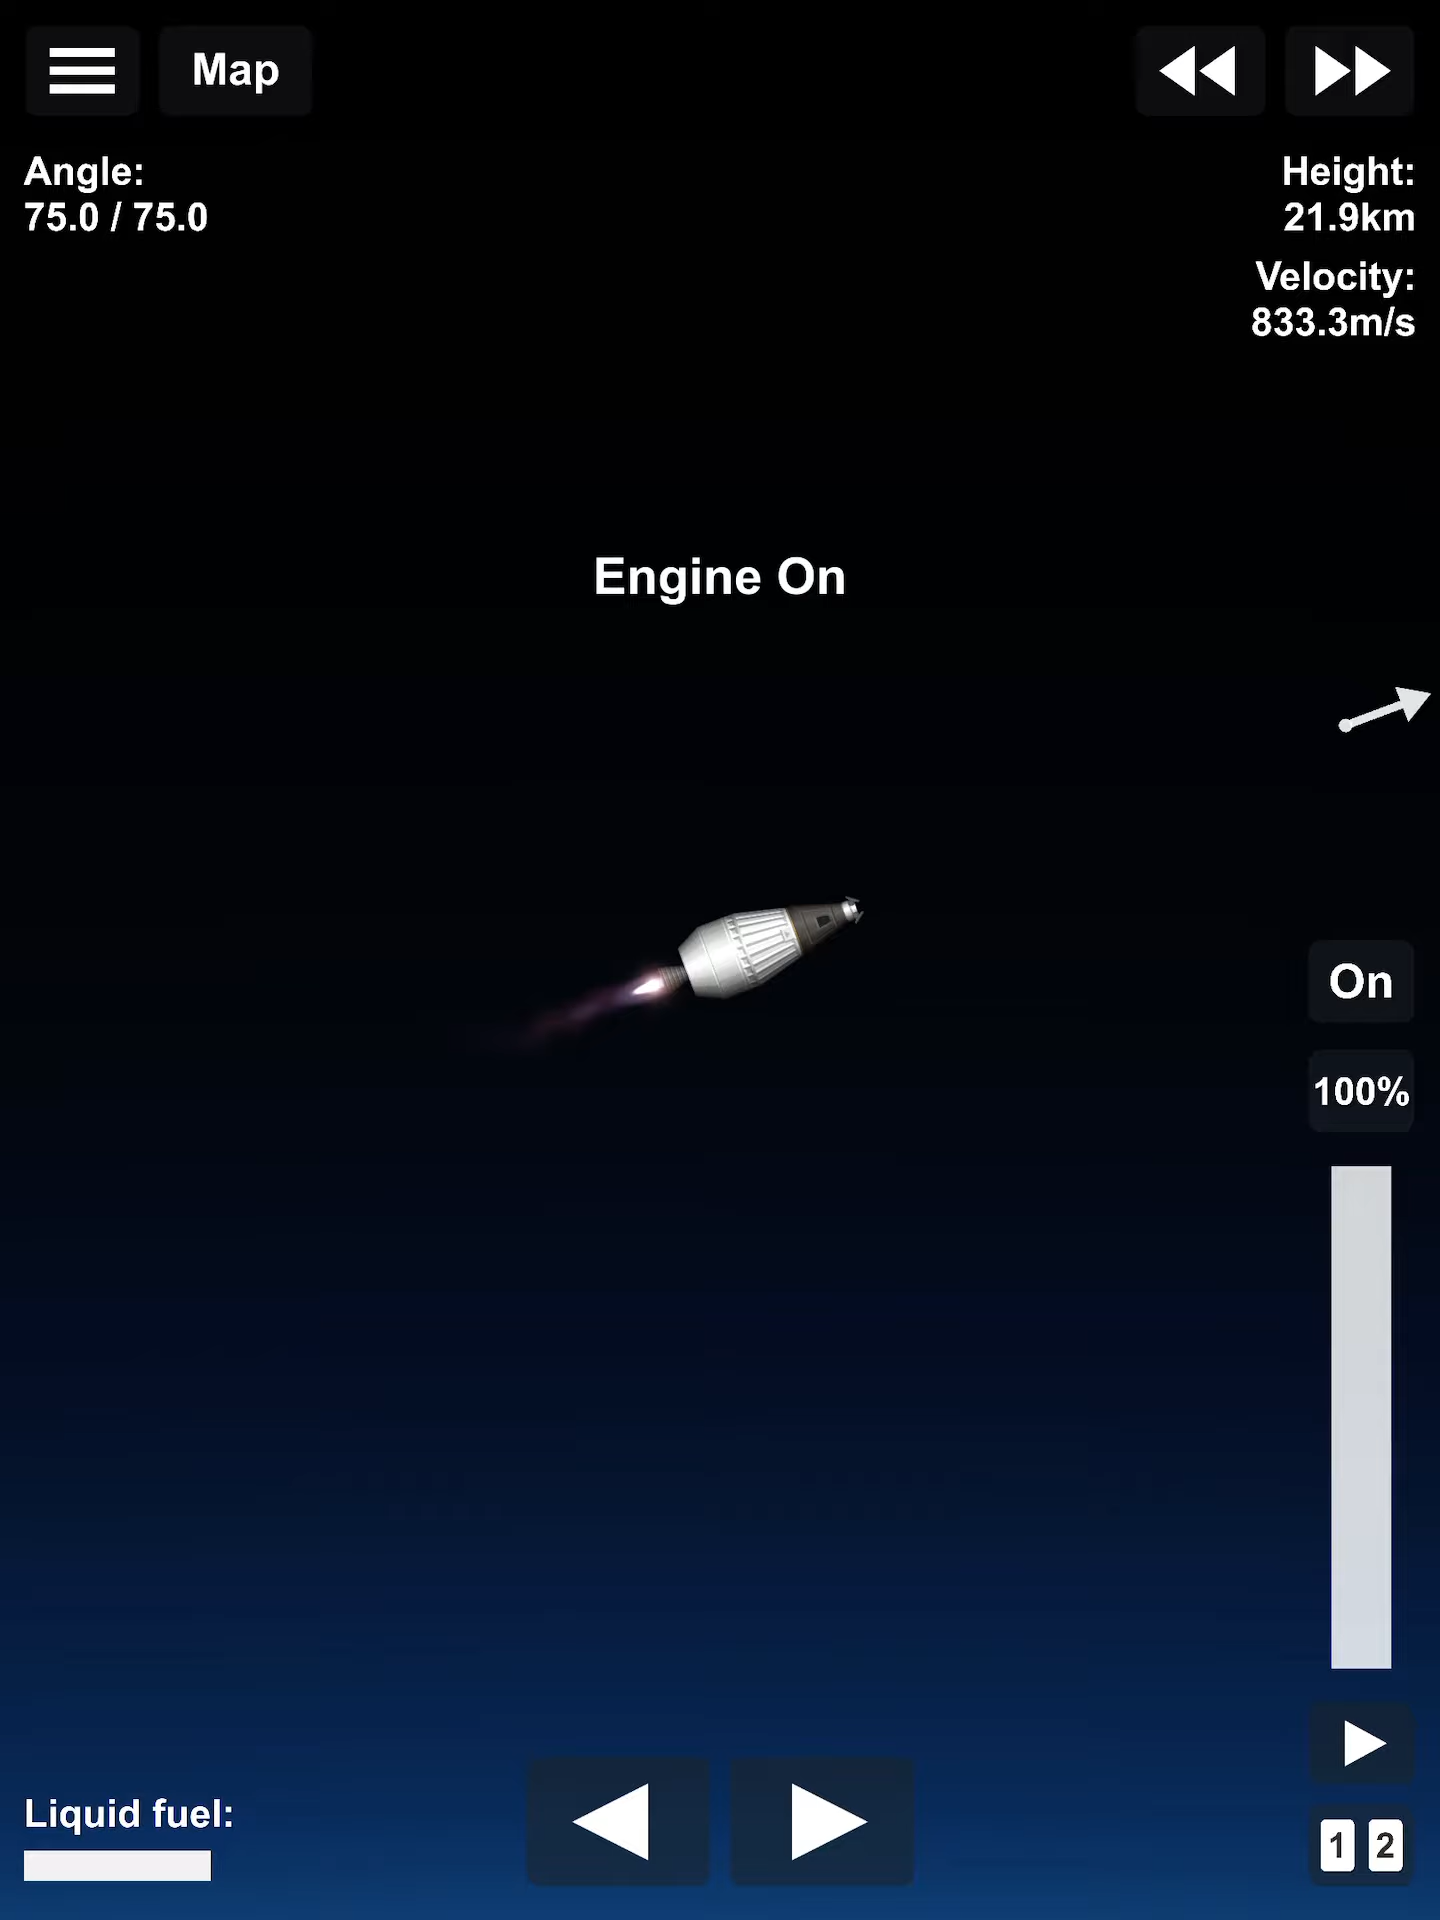 Map
Angle:
75.0 / 75.0
Height:
21.9km
Velocity:
833.3m/s
Engine On
On
100%
Liquid fuel:
1 2